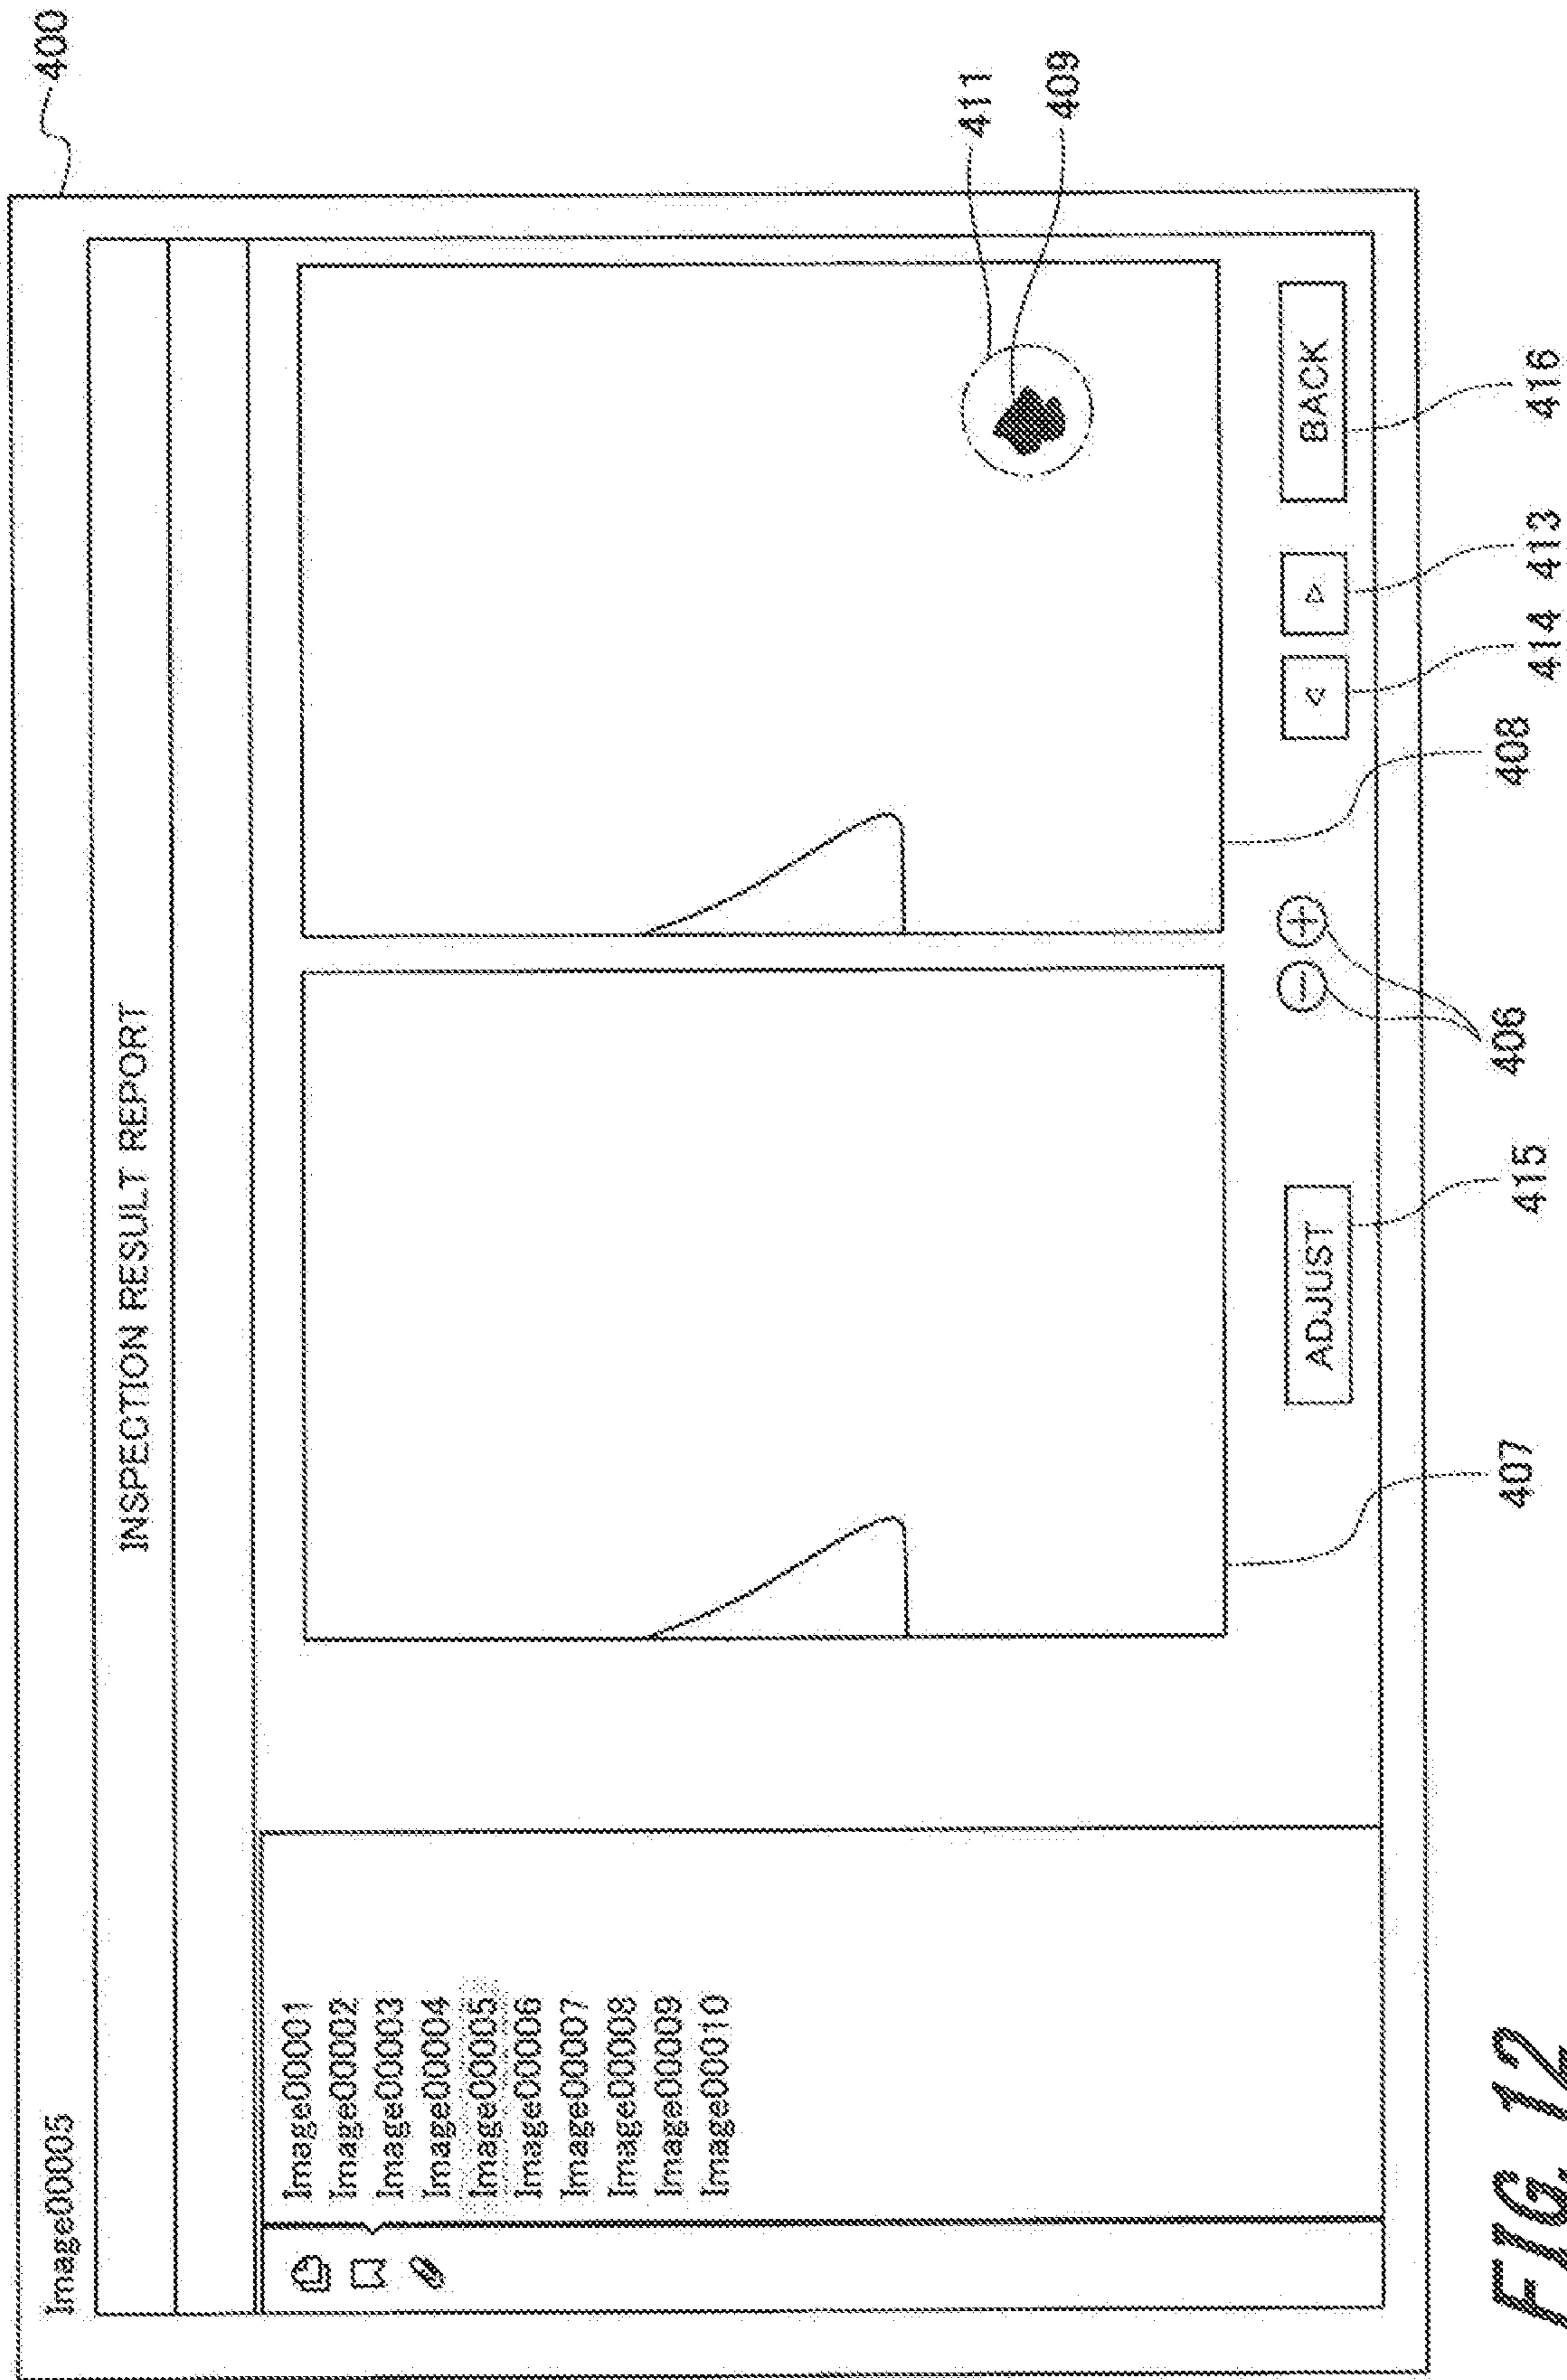 Image00005
400
INSPECTION RESULT REPORT
Image00001
Image00002
Image00003
Image00004
Image00005
Image00006
Image00007
Image00008
Image00009
Image00010
411
409
ADJUST
BACK
407
415
406
408
414
413
416
FIG. 12